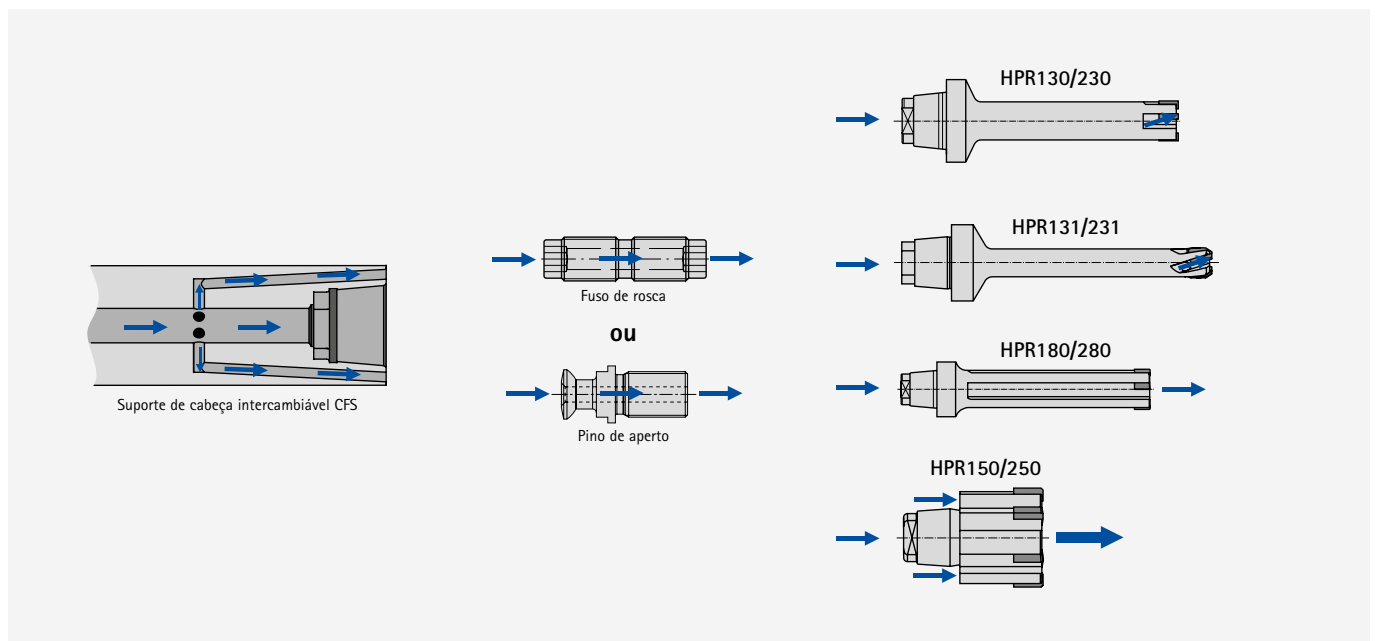 Suporte de cabeça intercambiável CFS
Fuso de rosca
ou
Pino de aperto
HPR130/230
HPR131/231
HPR180/280
HPR150/250